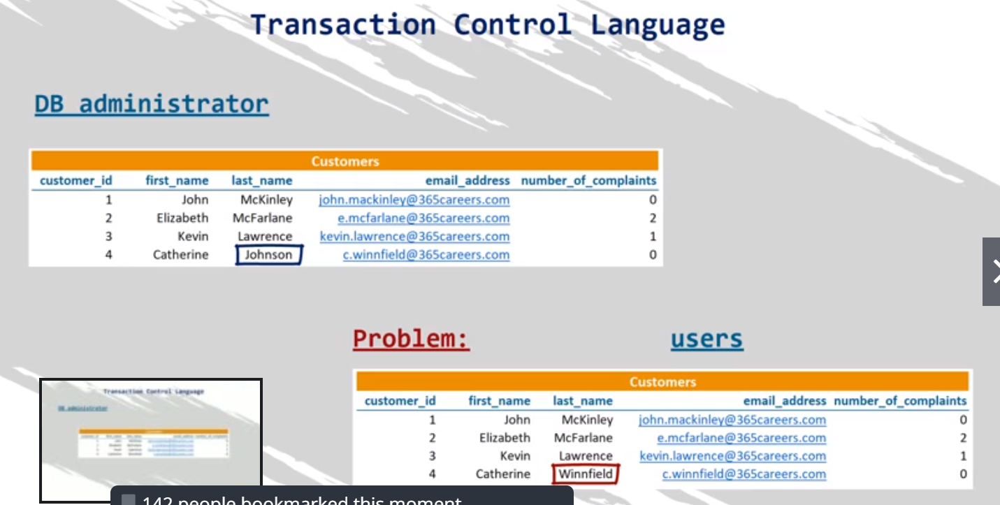 Transaction Control Language
DB administrator
Customers
customer_id first_name last_name email_address number_of_complaints
1 John McKinley john.mackinley@365careers.com 0
2 Elizabeth McFarlane e.mcfarlane@365careers.com 2
3 Kevin Lawrence kevin.lawrence@365careers.com 1
4 Catherine Johnson c.winnfield@365careers.com 0
Problem: users
Customers
customer_id first_name last_name email_address number_of_complaints
1 John McKinley john.mackinley@365careers.com 0
2 Elizabeth McFarlane e.mcfarlane@365careers.com 2
3 Kevin Lawrence kevin.lawrence@365careers.com 1
4 Catherine Winnfield c.winnfield@365careers.com 0
Transaction Control Language
DB administrator
142 people bookmarked this moment